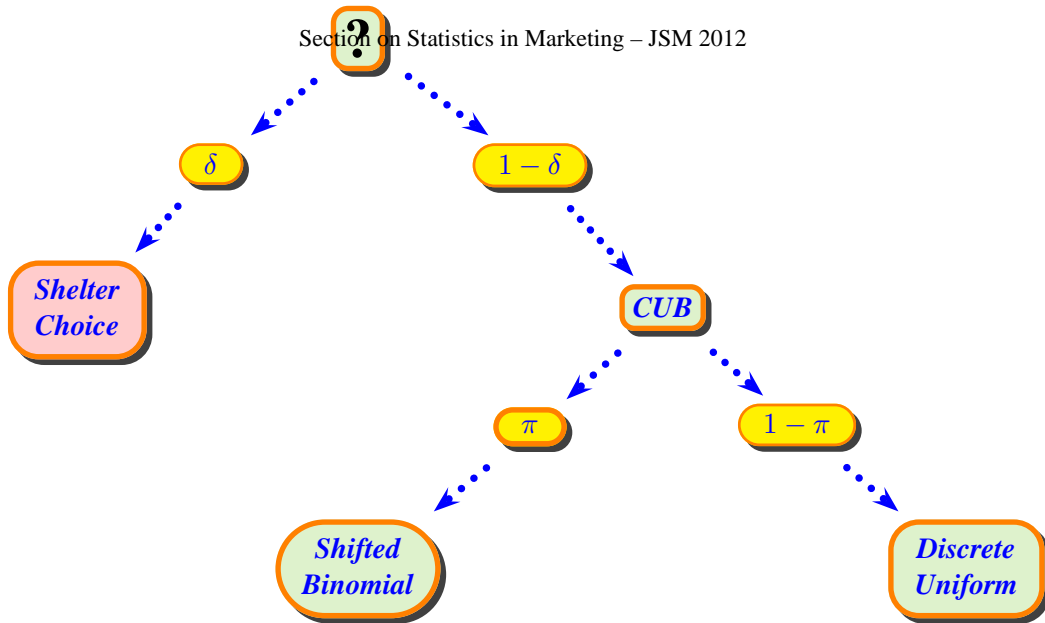 Section on Statistics in Marketing – JSM 2012
?
δ
1 − δ
Shelter
Choice
CUB
π
1 − π
Shifted
Binomial
Discrete
Uniform